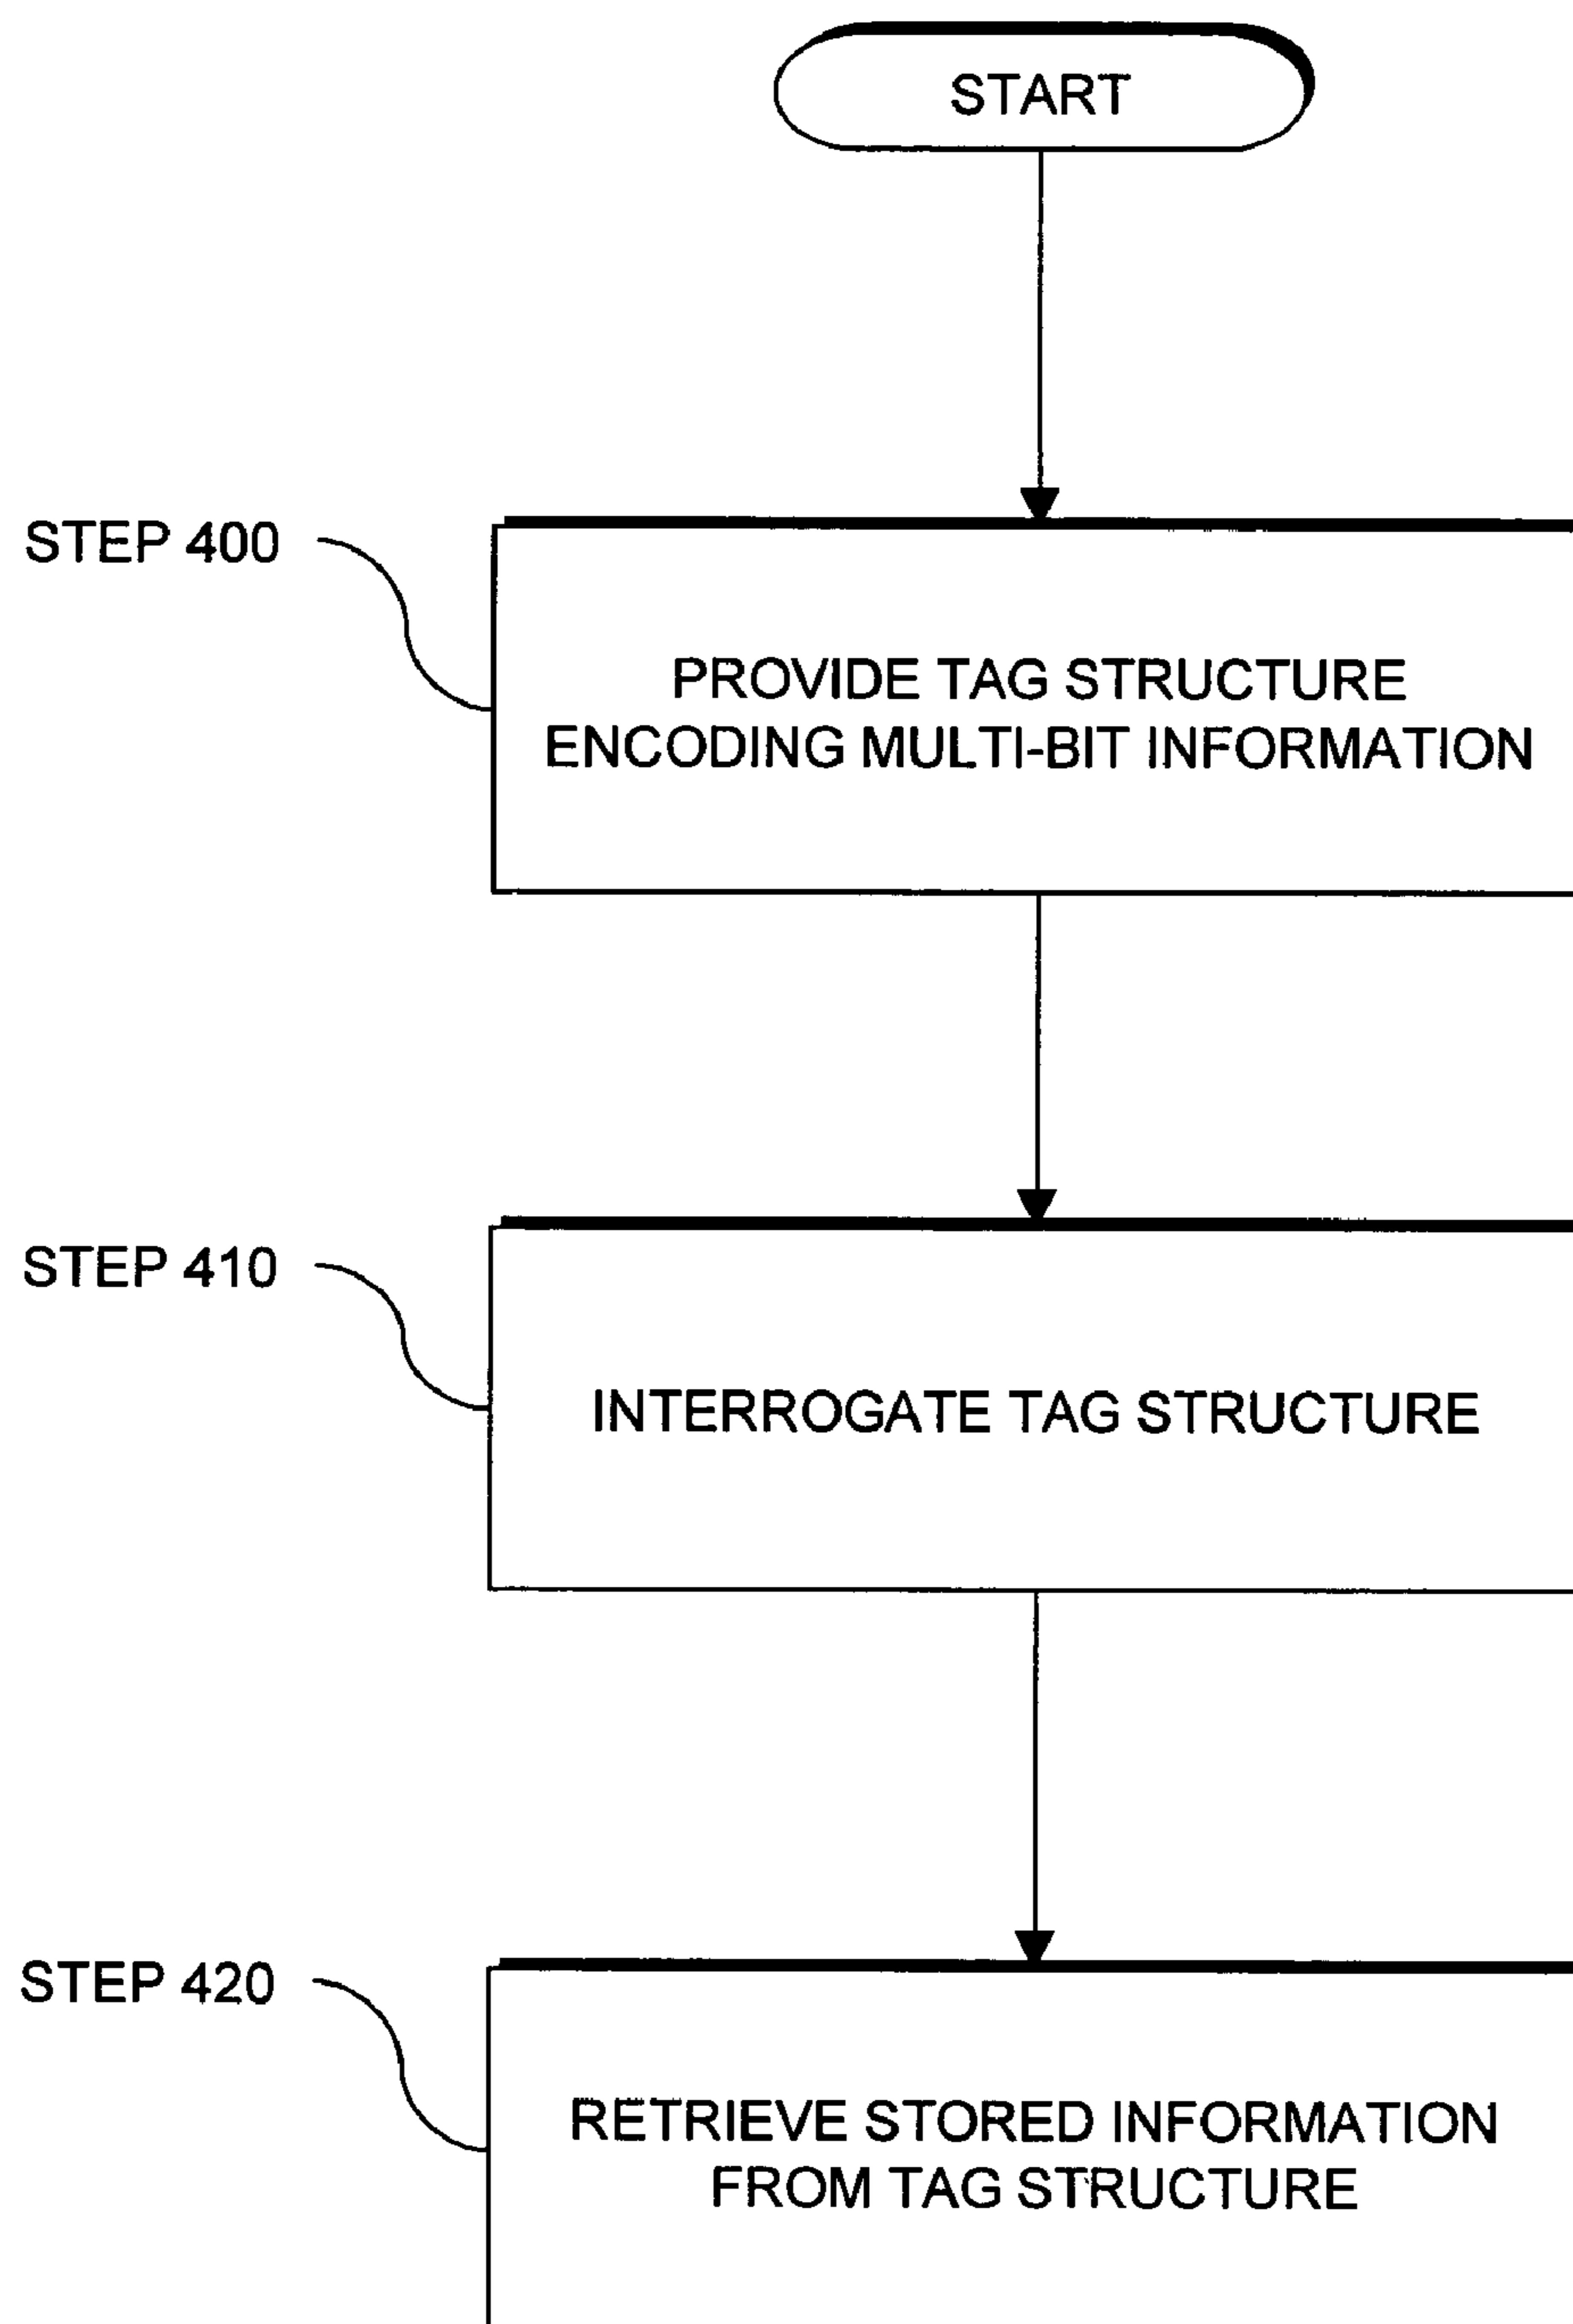 START
STEP 400
PROVIDE TAG STRUCTURE
ENCODING MULTI-BIT INFORMATION
STEP 410
INTERROGATE TAG STRUCTURE
STEP 420
RETRIEVE STORED INFORMATION
FROM TAG STRUCTURE